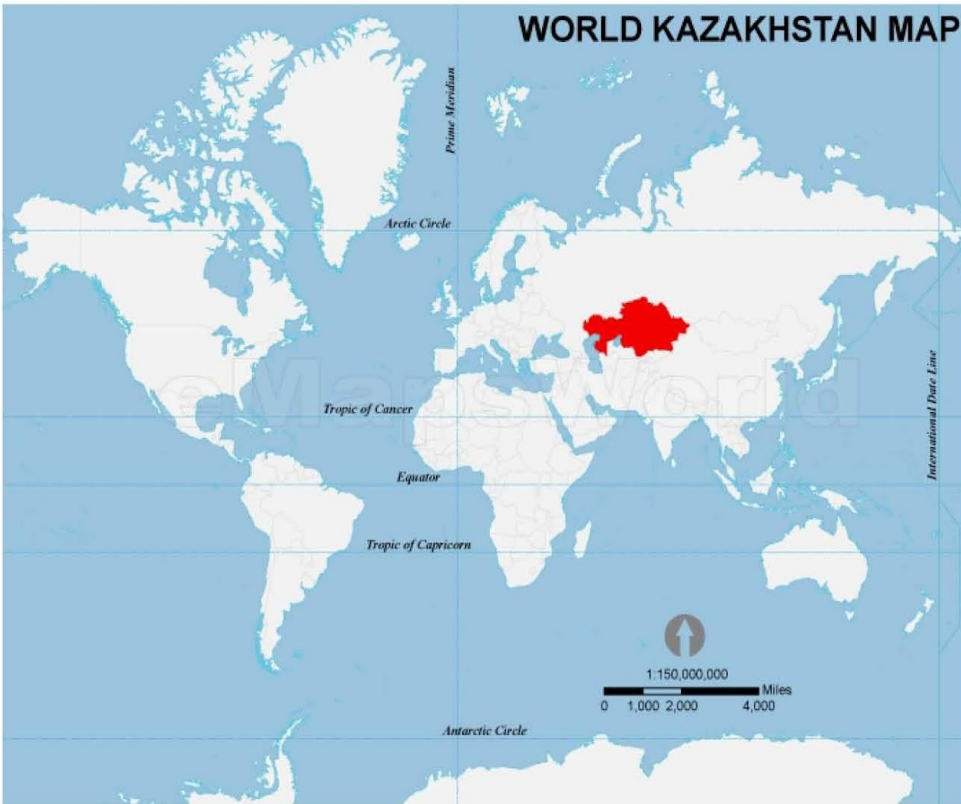 WORLD KAZAKHSTAN MAP
Prime Meridian
Arctic Circle
International Date Line
eMapsWorld
Tropic of Cancer
Equator
Tropic of Capricorn
1:150,000,000
Miles
0 1,000 2,000 4,000
Antarctic Circle